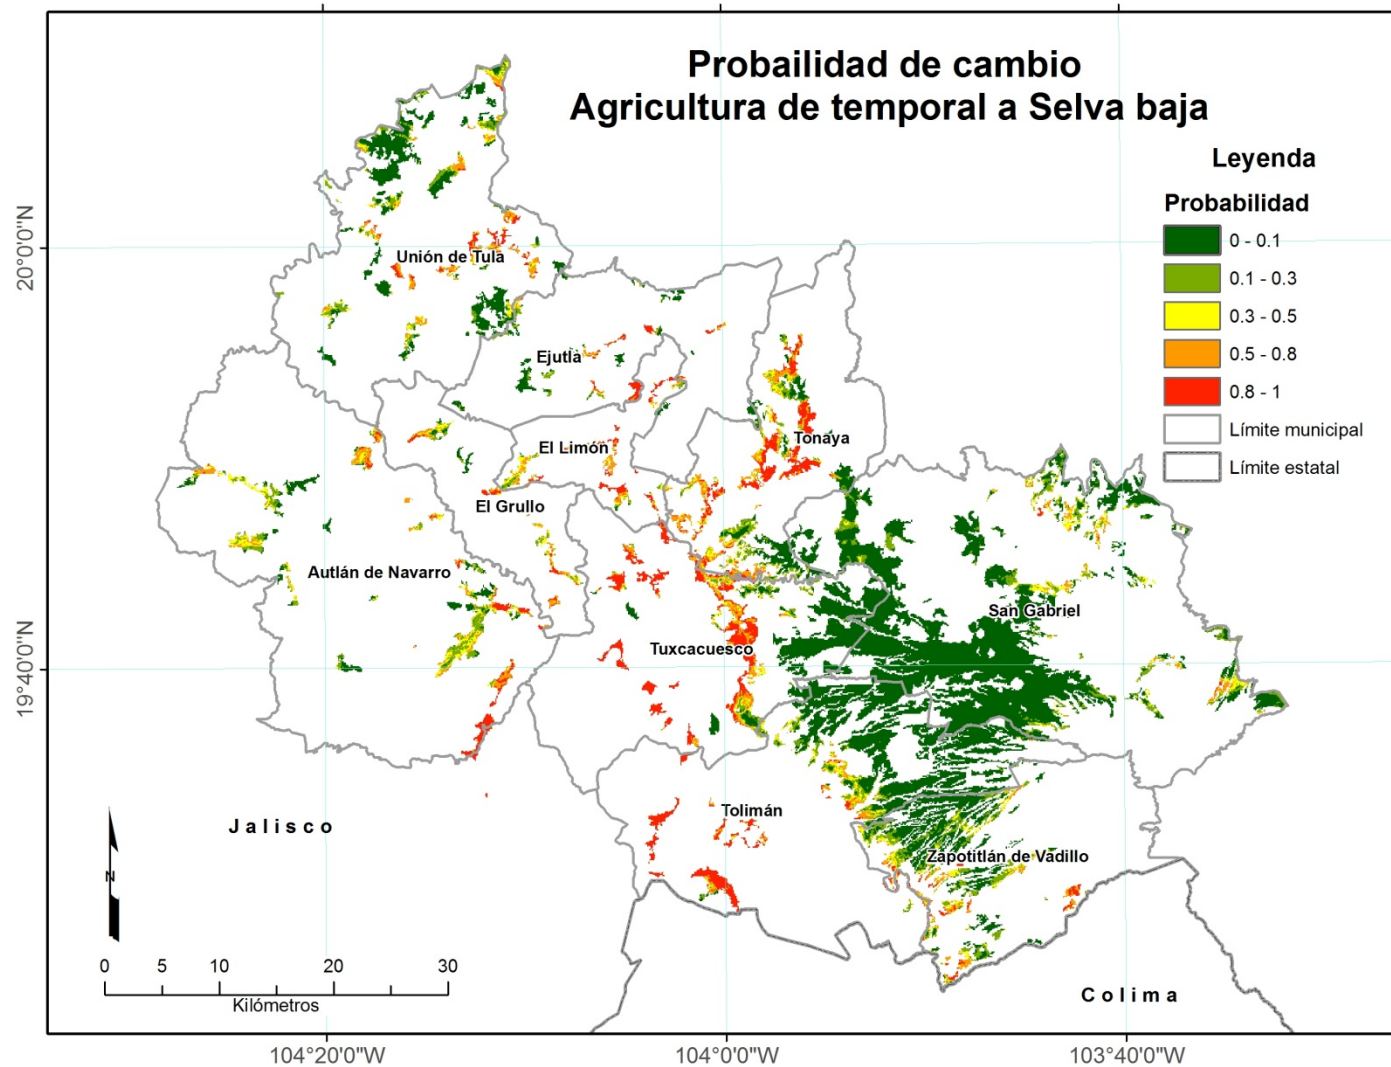 Probailidad de cambio
Agricultura de temporal a Selva baja
Leyenda
Probabilidad
0 - 0.1
0.1 - 0.3
0.3 - 0.5
0.5 - 0.8
0.8 - 1
Límite municipal
Límite estatal
20°0'0"N
19°40'0"N
Unión de Tula
Ejutla
Tonaya
El Limón
El Grullo
Autlán de Navarro
San Gabriel
Tuxcacuesco
Tolimán
Zapotitlán de Vadillo
Jalisco
Colima
N
0 5 10 20 30
Kilómetros
104°20'0"W 104°0'0"W 103°40'0"W